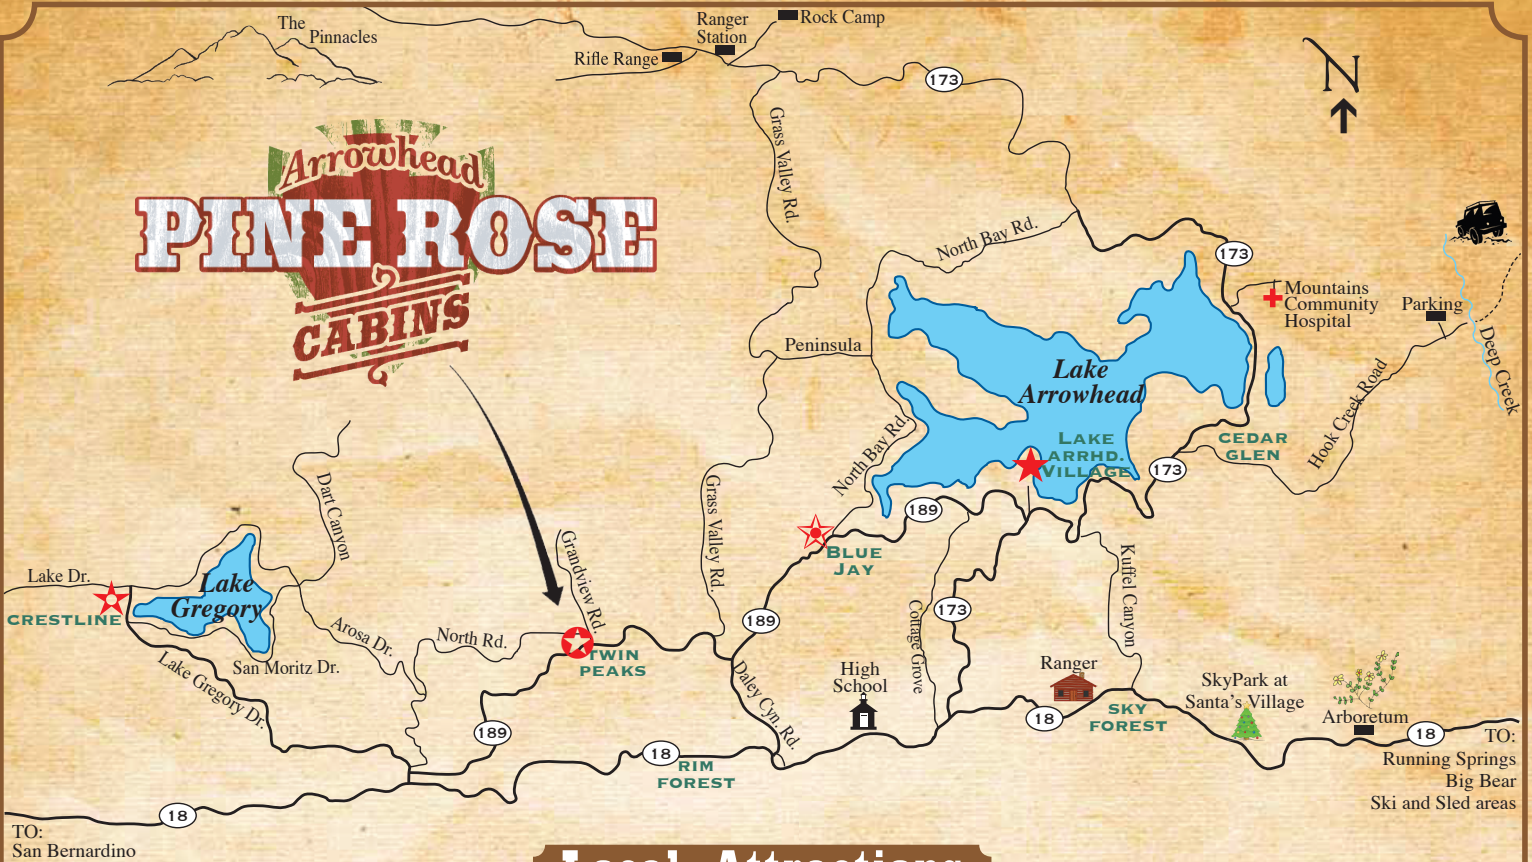 The
Pinnacles
Ranger
Station
Rock Camp
Rifle Range
173
N
Grass Valley Rd.
Arrowhead
PINE ROSE
CABINS
North Bay Rd.
173
Mountains
Community
Hospital
Parking
Deep Creek
Peninsula
Lake
Arrowhead
Hook Creek Road
North Bay Rd.
LAKE
ARRHD.
VILLAGE
CEDAR
GLEN
173
Dart Canyon
Grass Valley Rd.
189
BLUE
JAY
Grandview Rd.
Kuffel Canyon
Lake Dr.
Lake
Gregory
CRESTLINE
189
Cottage Grove
173
Arosa Dr.
North Rd.
TWIN
PEAKS
San Moritz Dr.
Lake Gregory Dr.
Daley Cyn. Rd.
High
School
Ranger
SkyPark at
Santa's Village
Arboretum
SKY
FOREST
18
18
189
18
RIM
FOREST
TO:
Running Springs
Big Bear
Ski and Sled areas
18
TO:
San Bernardino
Local Attractions